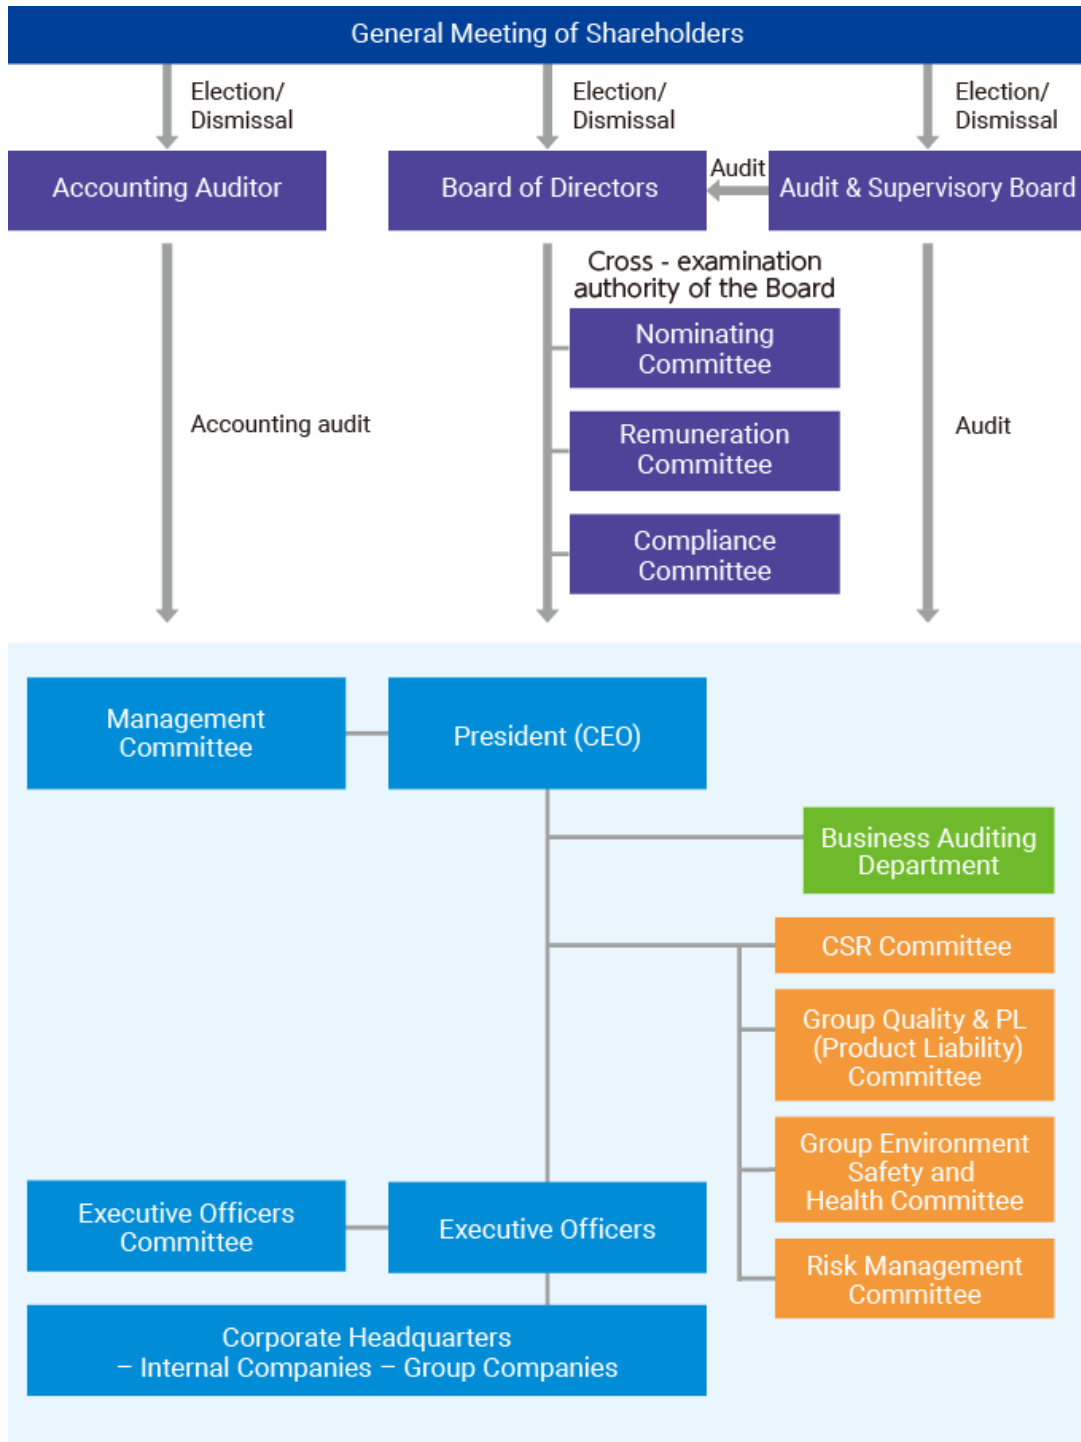 General Meeting of Shareholders
Election/
Dismissal
Election/
Dismissal
Election/
Dismissal
Accounting Auditor
Board of Directors
Audit
Audit & Supervisory Board
Cross - examination
authority of the Board
Nominating
Committee
Remuneration
Committee
Compliance
Committee
Accounting audit
Audit
Management
Committee
President (CEO)
Business Auditing
Department
CSR Committee
Group Quality & PL
(Product Liability)
Committee
Group Environment
Safety and
Health Committee
Risk Management
Committee
Executive Officers
Committee
Executive Officers
Corporate Headquarters
– Internal Companies – Group Companies